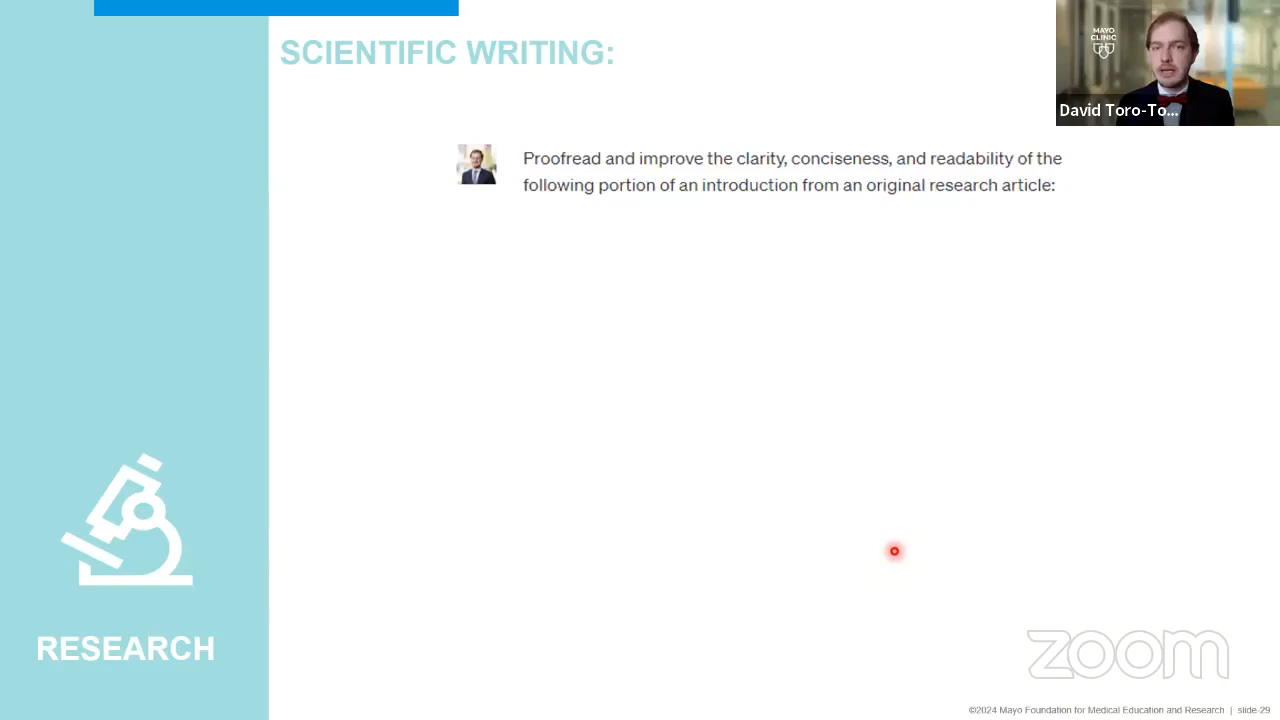 SCIENTIFIC WRITING:
MAYO
CLINIC
David Toro-To...
Proofread and improve the clarity, conciseness, and readability of the
following portion of an introduction from an original research article:
RESEARCH
zoom
©2024 Mayo Foundation for Medical Education and Research | slide-29